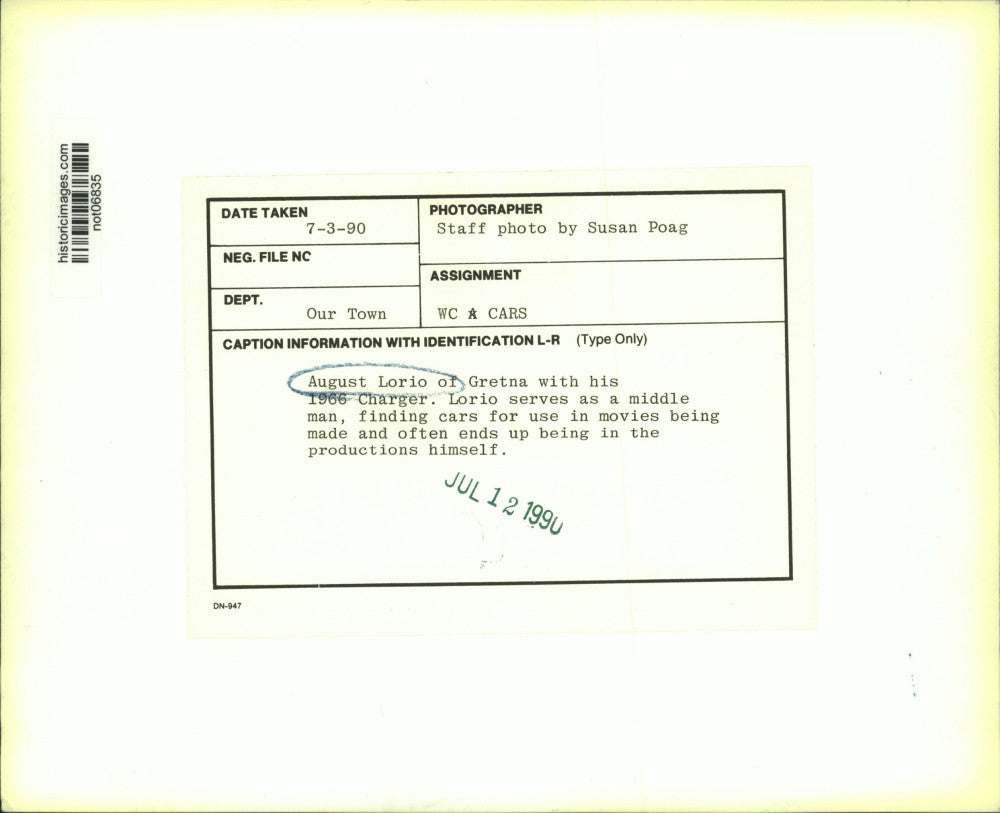 historicimages.com
not06835
DATE TAKEN
7-3-90
PHOTOGRAPHER
Staff photo by Susan Poag
NEG. FILE NO
ASSIGNMENT
WC & CARS
DEPT.
Our Town
CAPTION INFORMATION WITH IDENTIFICATION L-R (Type Only)
August Lorio of Gretna with his
1966 Charger. Lorio serves as a middle
man, finding cars for use in movies being
made and often ends up being in the
productions himself.
JUL 12 1990
DN-947